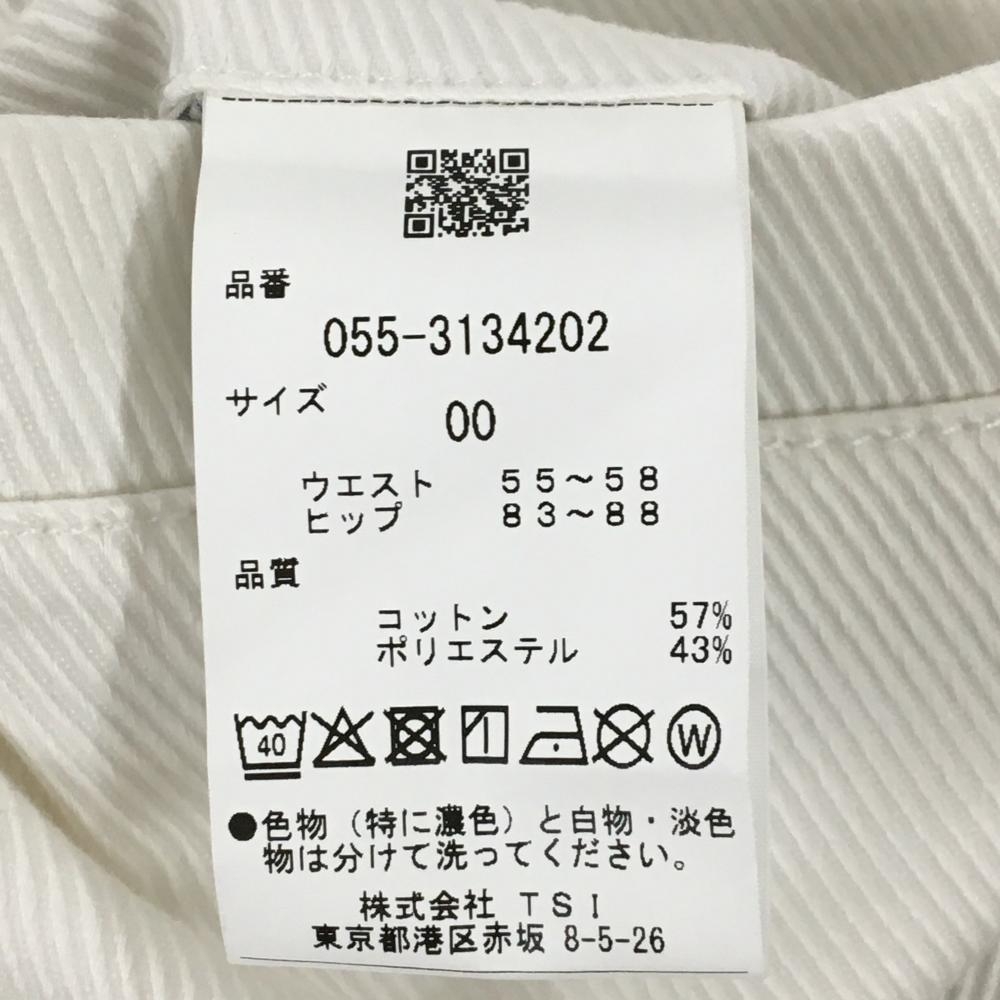 品番
055-3134202
サイズ
00
ウエスト 55～58
ヒップ 83～88
品質
コットン 57%
ポリエステル 43%
40 W
●色物（特に濃色）と白物・淡色
物は分けて洗ってください。
株式会社 TSI
東京都港区赤坂 8-5-26